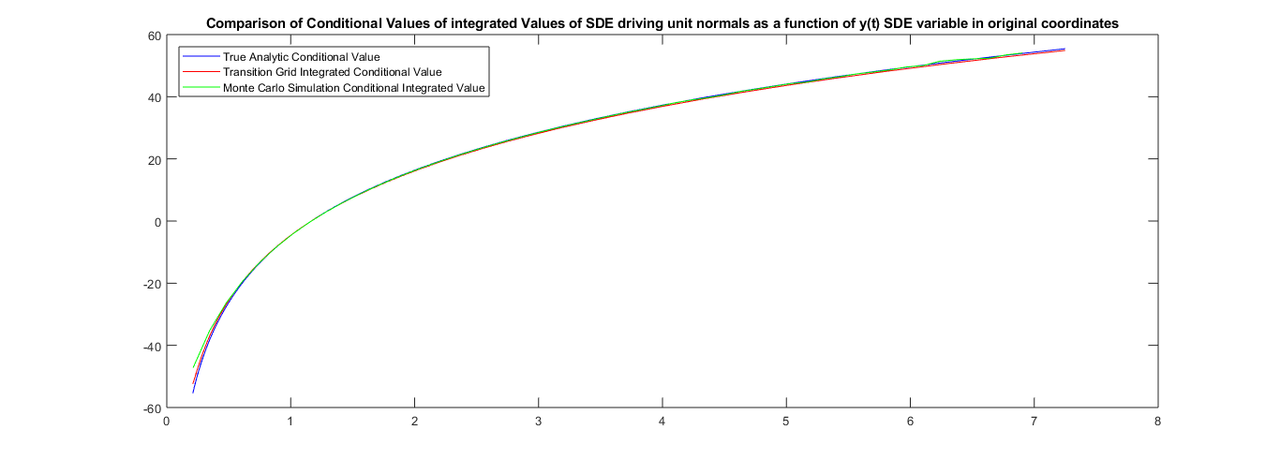 Comparison of Conditional Values of integrated Values of SDE driving unit normals as a function of y(t) SDE variable in original coordinates
60
True Analytic Conditional Value
Transition Grid Integrated Conditional Value
Monte Carlo Simulation Conditional Integrated Value
40
20
0
-20
-40
-60
0 1 2 3 4 5 6 7 8